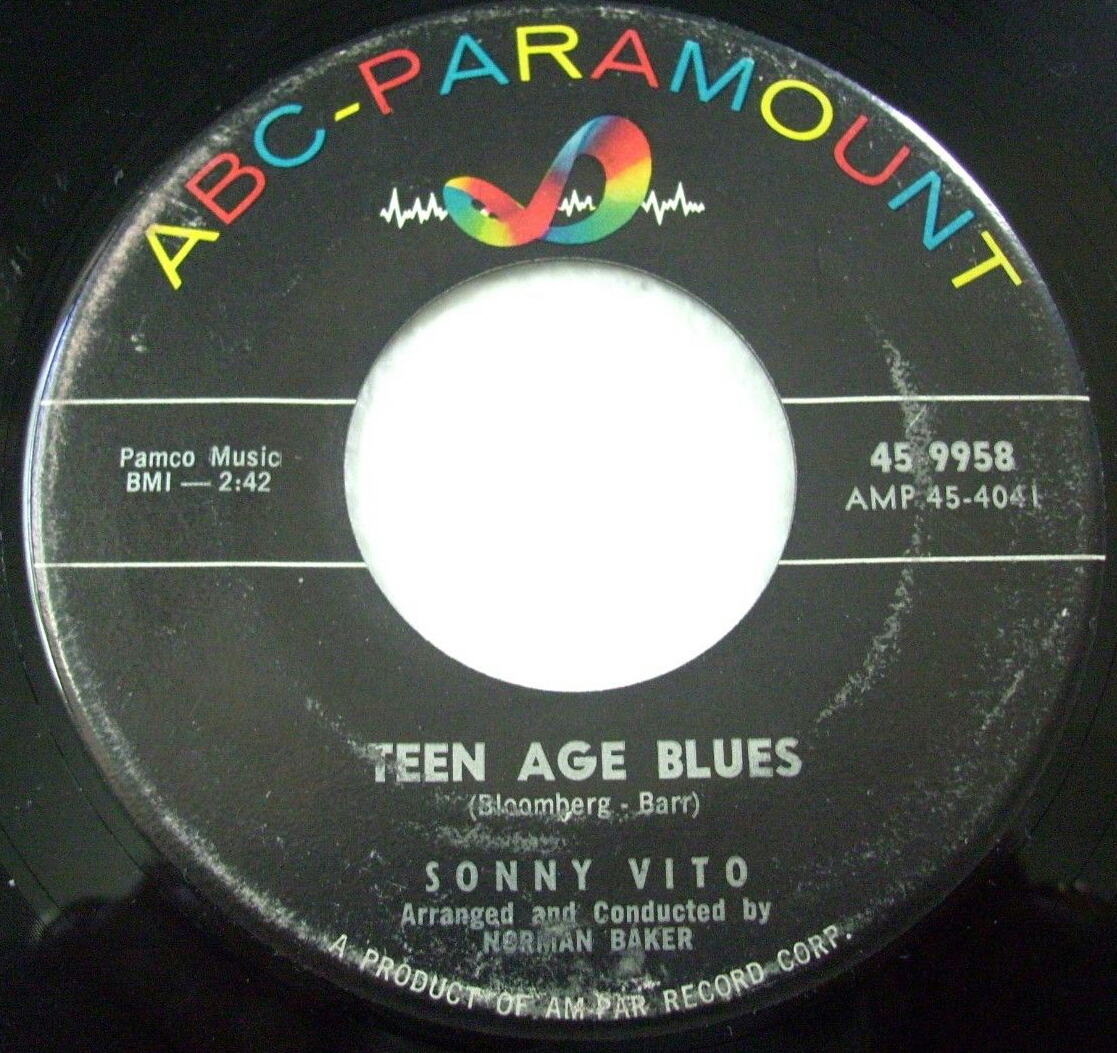 ABC-PARAMOUNT
Pamco Music
BMI — 2:42
45 9958
AMP 45-4041
TEEN AGE BLUES
(Bloomberg - Barr)
SONNY VITO
Arranged and Conducted by
NORMAN BAKER
A PRODUCT OF AM-PAR RECORD CORP.